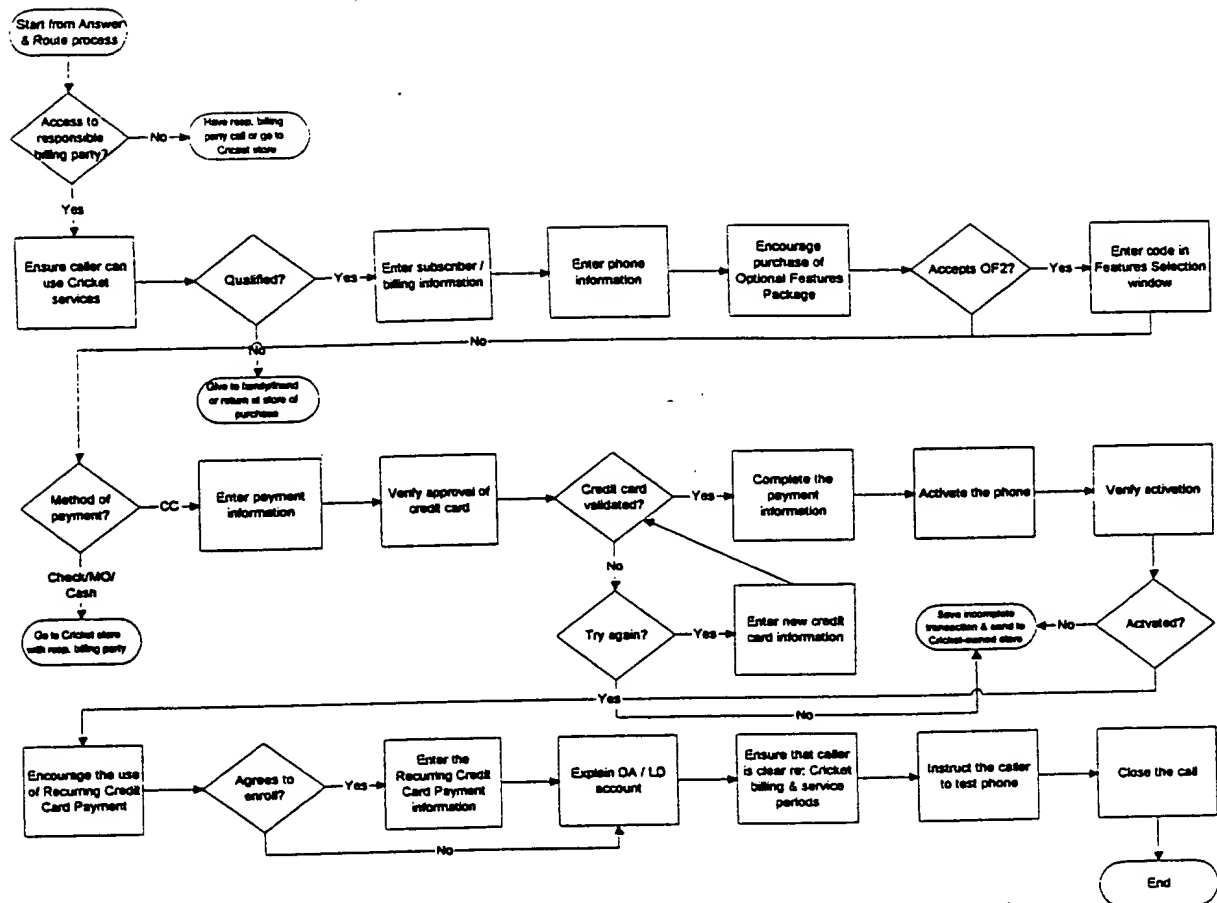 Start from Answer
& Route process
Access to
responsible
billing party?
No
Have resp. billing
party call or go to
Cricket store
Yes
Ensure caller can
use Cricket
services
Qualified?
Yes
Enter subscriber /
billing information
Enter phone
information
Encourage
purchase of
Optional Features
Package
Accepts OF2?
Yes
Enter code in
Features Selection
window
No
No
Give to family/friend
or return at store of
purchase
Method of
payment?
CC
Enter payment
information
Verify approval of
credit card
Credit card
validated?
Yes
Complete the
payment
information
Activate the phone
Verify activation
Check/MO/
Cash
Go to Cricket store
with resp. billing party
No
Try again?
Yes
Enter new credit
card information
Save incomplete
transaction & send to
Cricket-owned store
No
Actvated?
Yes
No
Encourage the use
of Recurring Credit
Card Payment
Agrees to
enroll?
Yes
Enter the
Recurring Credit
Card Payment
information
Explain DA / LD
account
Ensure that caller
is clear re: Cricket
billing & service
periods
Instruct the caller
to test phone
Close the call
No
End